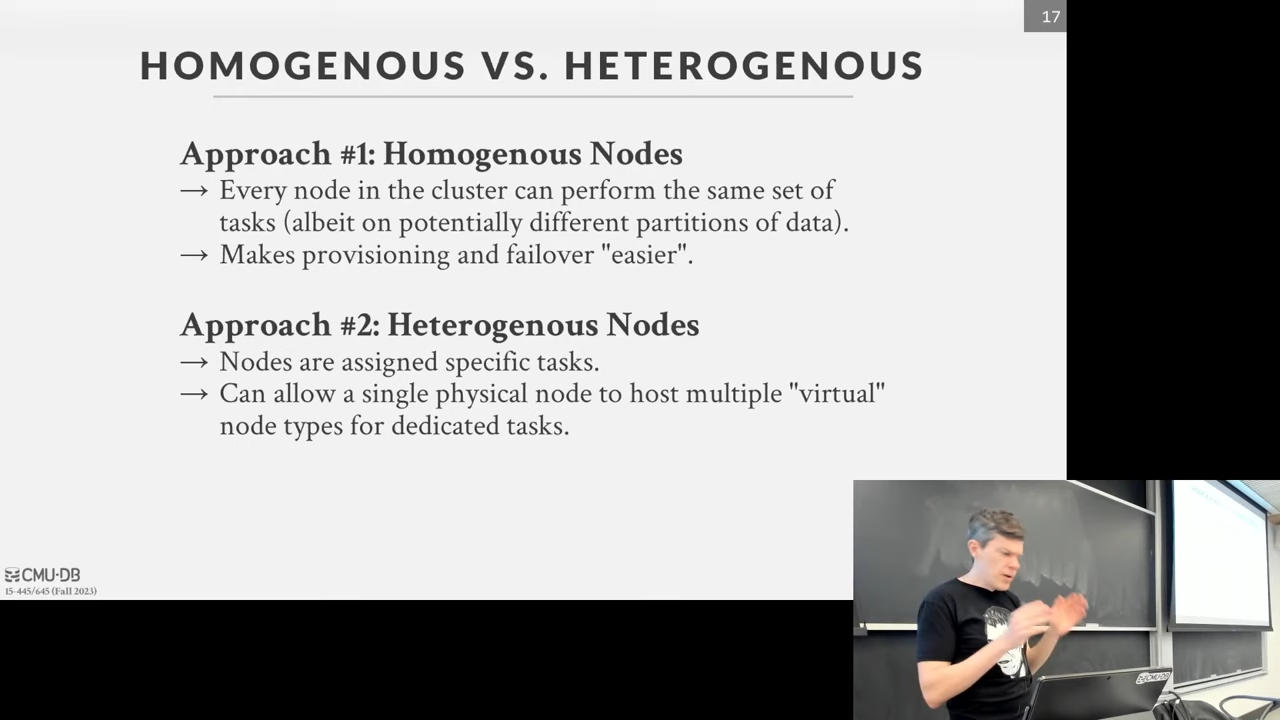 17
HOMOGENOUS VS. HETEROGENOUS
Approach #1: Homogenous Nodes
→ Every node in the cluster can perform the same set of
tasks (albeit on potentially different partitions of data).
→ Makes provisioning and failover "easier".
Approach #2: Heterogenous Nodes
→ Nodes are assigned specific tasks.
→ Can allow a single physical node to host multiple "virtual"
node types for dedicated tasks.
CMU·DB
15-445/645 (Fall 2023)
CMU·DB